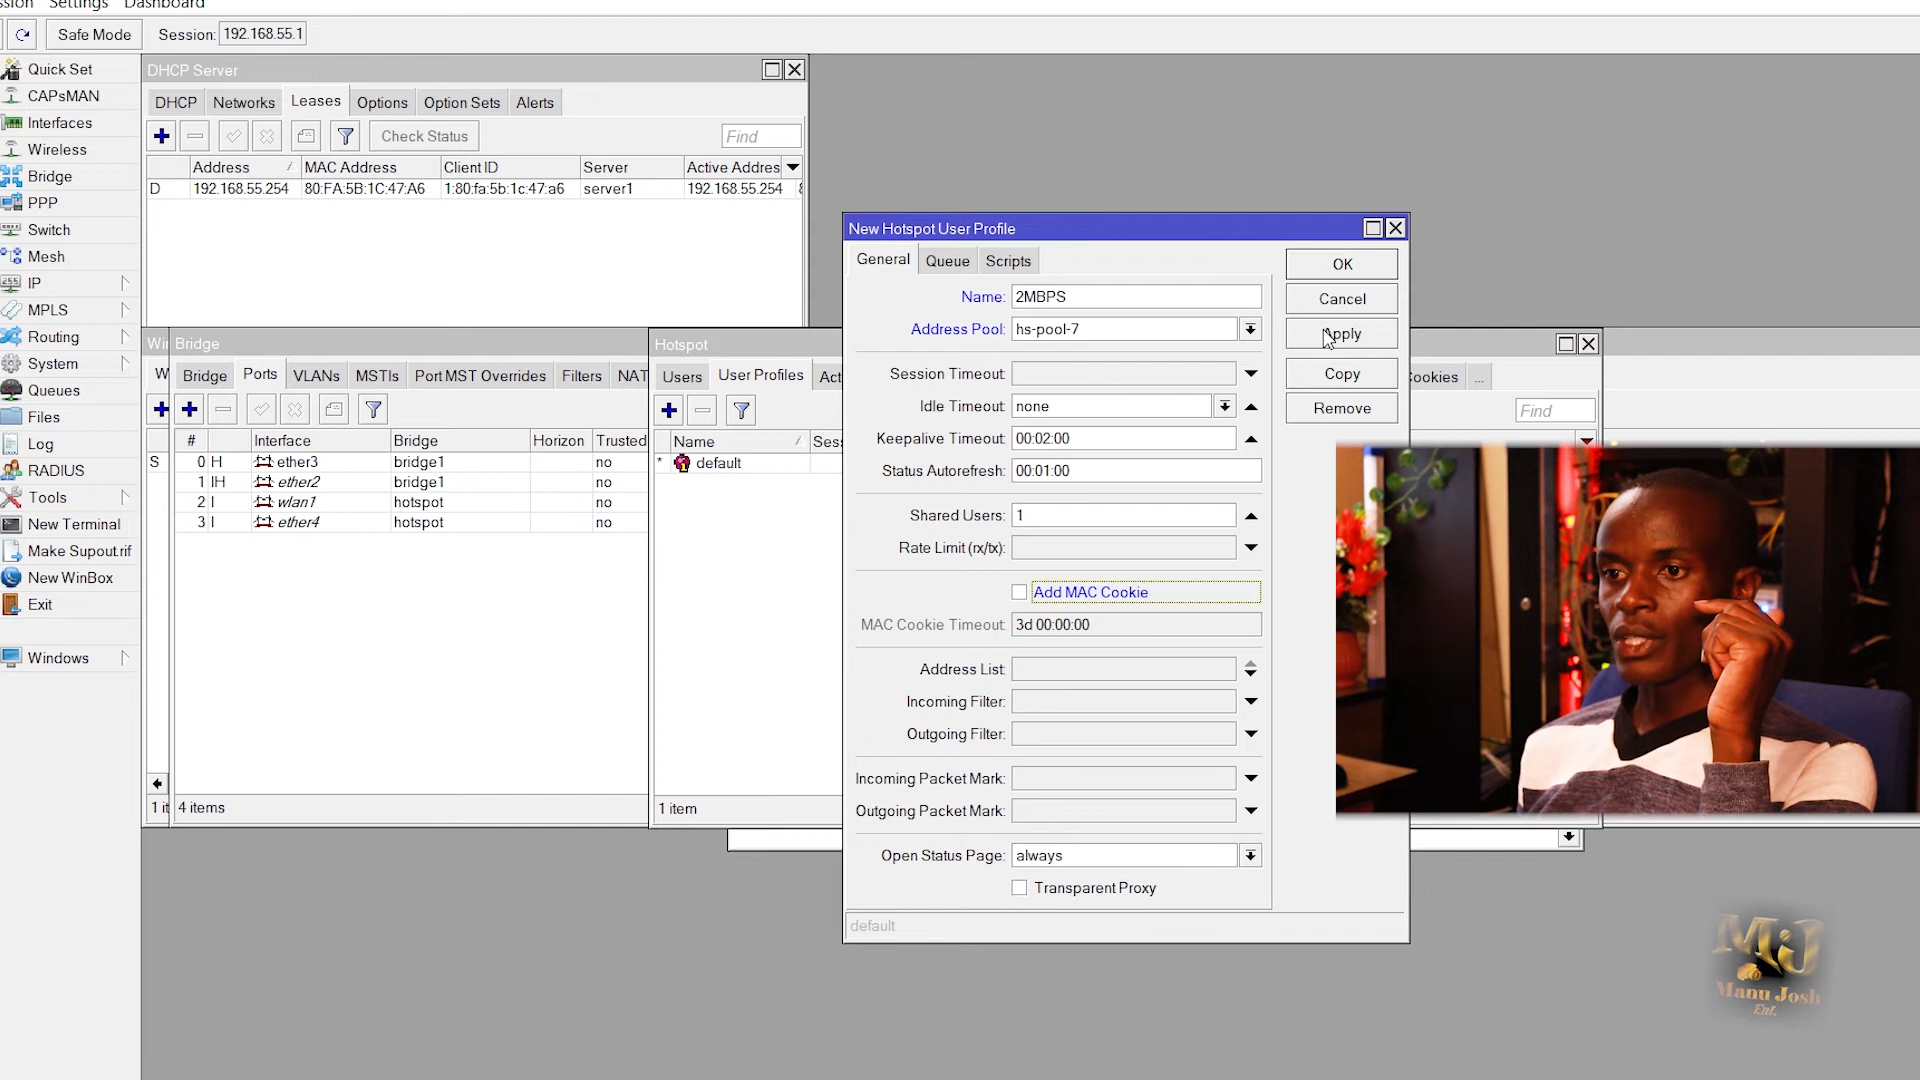 Settings Dashboard
Safe Mode Session: 192.168.55.1
Quick Set
CAPsMAN
Interfaces
Wireless
Bridge
PPP
Switch
Mesh
IP
MPLS
Routing
System
Queues
Files
Log
RADIUS
Tools
New Terminal
Make Supout.rif
New WinBox
Exit
Windows
DHCP Server
DHCP Networks Leases Options Option Sets Alerts
Check Status Find
Address MAC Address Client ID Server Active Addres
D 192.168.55.254 80:FA:5B:1C:47:A6 1:80:fa:5b:1c:47:a6 server1 192.168.55.254
Bridge
Bridge Ports VLANs MSTIs Port MST Overrides Filters NAT
# Interface Bridge Horizon Trusted
S
0 H ether3 bridge1 no
1 IH ether2 bridge1 no
2 I wlan1 hotspot no
3 I ether4 hotspot no
4 items
Hotspot
Users User Profiles Act
Cookies ...
Find
Name Sess
* default
1 item
New Hotspot User Profile
General Queue Scripts
Name: 2MBPS
Address Pool: hs-pool-7
Session Timeout:
Idle Timeout: none
Keepalive Timeout: 00:02:00
Status Autorefresh: 00:01:00
Shared Users: 1
Rate Limit (rx/tx):
Add MAC Cookie
MAC Cookie Timeout: 3d 00:00:00
Address List:
Incoming Filter:
Outgoing Filter:
Incoming Packet Mark:
Outgoing Packet Mark:
Open Status Page: always
Transparent Proxy
default
OK
Cancel
Apply
Copy
Remove
MJ
Manu Josh
Ent.